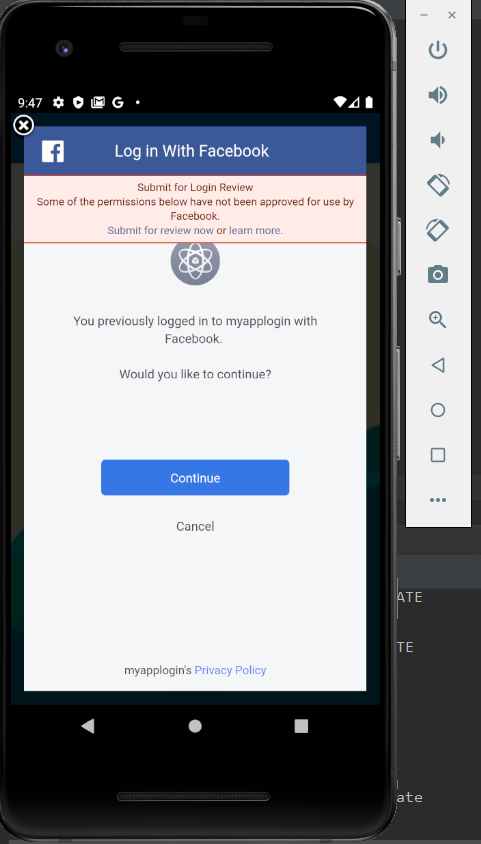 9:47
Log in With Facebook
Submit for Login Review
Some of the permissions below have not been approved for use by
Facebook.
Submit for review now or learn more.
You previously logged in to myapplogin with
Facebook.
Would you like to continue?
Continue
Cancel
myapplogin's Privacy Policy
ATE
TE
ate